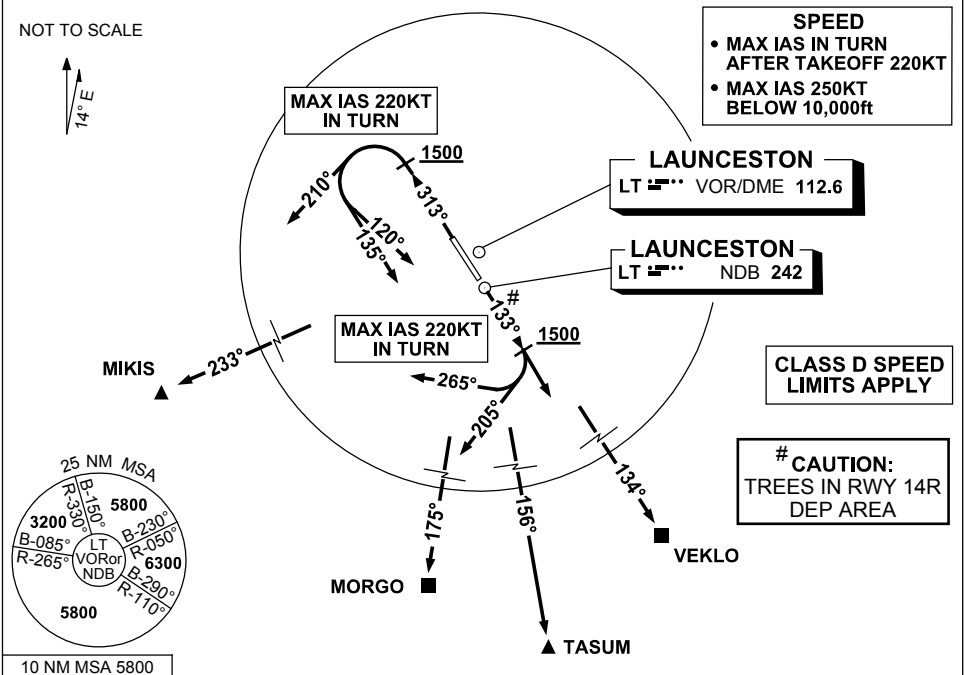 NOT TO SCALE
14° E
SPEED
• MAX IAS IN TURN
AFTER TAKEOFF 220KT
• MAX IAS 250KT
BELOW 10,000ft
MAX IAS 220KT
IN TURN
1500
LAUNCESTON
LT VOR/DME 112.6
210°
313°
120°
135°
LAUNCESTON
LT NDB 242
#
133°
MAX IAS 220KT
IN TURN
1500
MIKIS
233°
265°
205°
CLASS D SPEED
LIMITS APPLY
# CAUTION:
TREES IN RWY 14R
DEP AREA
175°
156°
134°
VEKLO
MORGO
TASUM
25 NM MSA
B-150°
R-330°
5800
3200
B-230°
R-050°
B-085°
R-265°
LT
VORor
NDB
6300
B-290°
R-110°
5800
10 NM MSA 5800